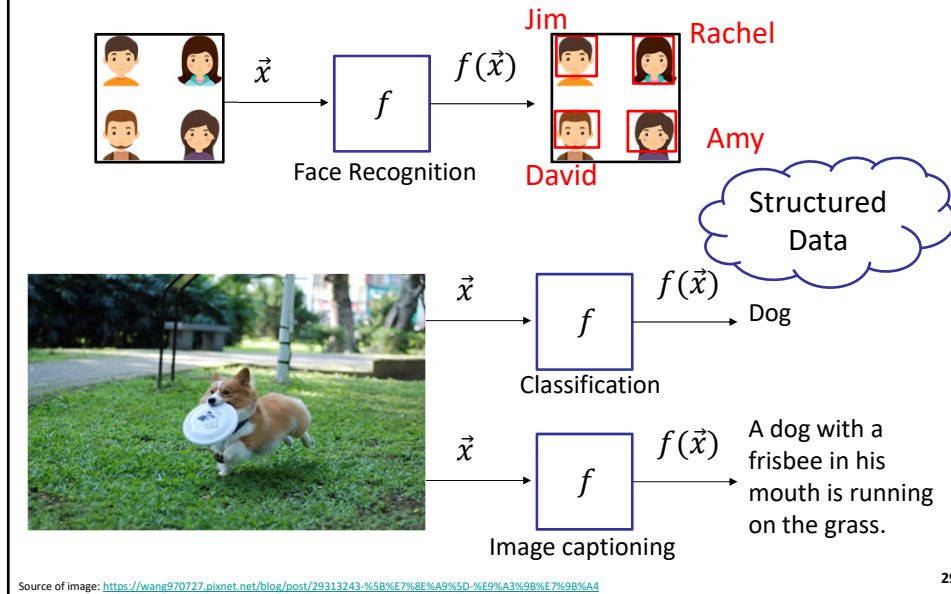 Jim
Rachel
x⃗
f(x⃗)
f
Face Recognition
David
Amy
Structured
Data
x⃗
f(x⃗)
f
Dog
Classification
x⃗
f(x⃗)
f
A dog with a
frisbee in his
mouth is running
on the grass.
Image captioning
Source of image: https://wang970727.pixnet.net/blog/post/29313243-%5B%E7%8E%A9%5D-%E9%A3%9B%E7%9B%A4